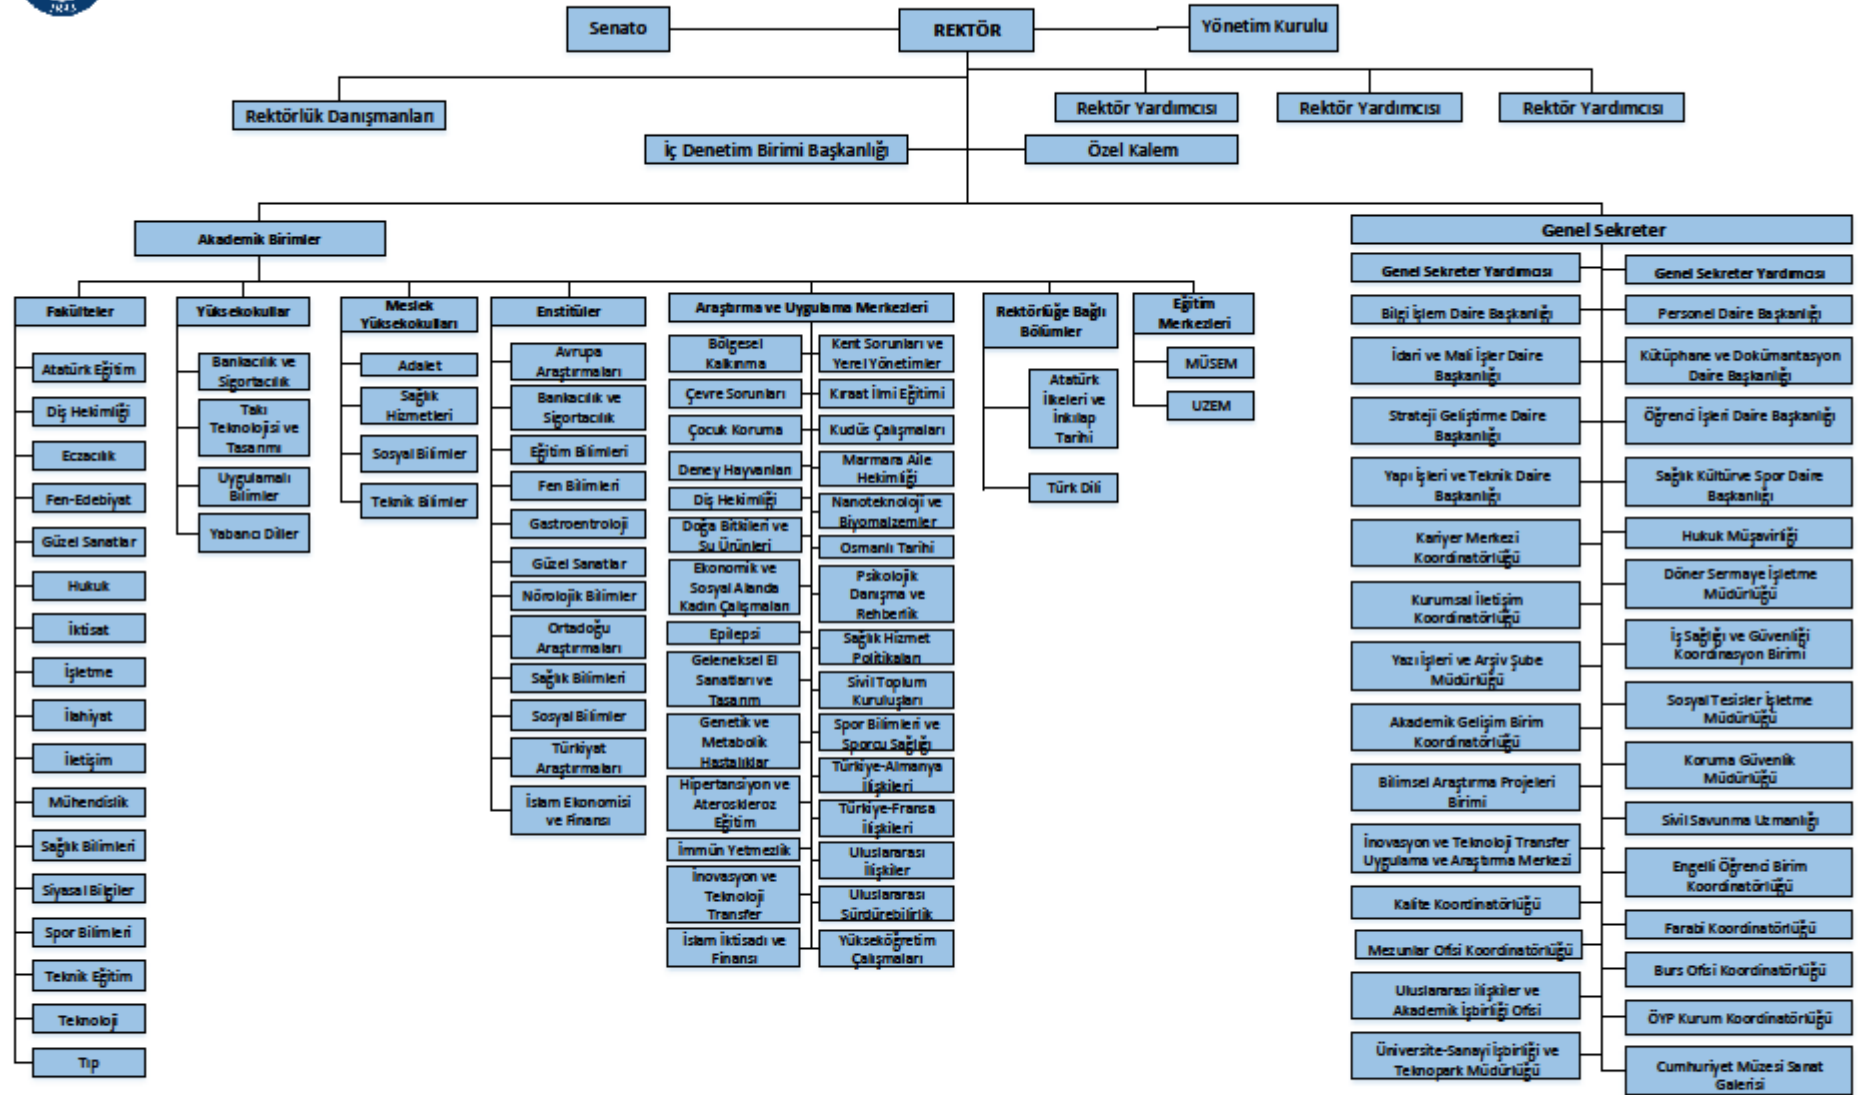 1883
Senato
REKTÖR
Yönetim Kurulu
Rektörlük Danışmanları
Rektör Yardımcısı
Rektör Yardımcısı
Rektör Yardımcısı
İç Denetim Birimi Başkanlığı
Özel Kalem
Akademik Birimler
Genel Sekreter
Fakülteler
Atatürk Eğitim
Diş Hekimliği
Eczacılık
Fen-Edebiyat
Güzel Sanatlar
Hukuk
İktisat
İşletme
İlahiyat
İletişim
Mühendislik
Sağlık Bilimleri
Siyasal Bilgiler
Spor Bilimleri
Teknik Eğitim
Teknoloji
Tıp
Yüksekokullar
Bankacılık ve
Sigortacılık
Takı
Teknolojisi ve
Tasarımı
Uygulamalı
Bilimler
Yabancı Diller
Meslek
Yüksekokulları
Adalet
Sağlık
Hizmetleri
Sosyal Bilimler
Teknik Bilimler
Enstitüler
Avrupa
Araştırmaları
Bankacılık ve
Sigortacılık
Eğitim Bilimleri
Fen Bilimleri
Gastroentroloji
Güzel Sanatlar
Nörolojik Bilimler
Ortadoğu
Araştırmaları
Sağlık Bilimleri
Sosyal Bilimler
Türkiyat
Araştırmaları
İslam Ekonomisi
ve Finansı
Araştırma ve Uygulama Merkezleri
Bölgesel
Kalkınma
Çevre Sorunları
Çocuk Koruma
Deney Hayvanları
Diş Hekimliği
Doğa Bitkileri ve
Su Ürünleri
Ekonomik ve
Sosyal Alanda
Kadın Çalışmaları
Epilepsi
Geleneksel El
Sanatları ve
Tasarım
Genetik ve
Metabolik
Hastalıklar
Hipertansiyon ve
Ateroskleroz
Eğitim
İmmün Yetmezlik
İnovasyon ve
Teknoloji
Transfer
İslam İktisadı ve
Finansı
Kent Sorunları ve
Yerel Yönetimler
Kıraat İlmi Eğitimi
Kudüs Çalışmaları
Marmara Aile
Hekimliği
Nanoteknoloji ve
Biyomalzemler
Osmanlı Tarihi
Psikolojik
Danışma ve
Rehberlik
Sağlık Hizmet
Politikaları
Sivil Toplum
Kuruluşları
Spor Bilimleri ve
Sporcu Sağlığı
Türkiye-Almanya
İlişkileri
Türkiye-Fransa
İlişkileri
Uluslararası
İlişkiler
Uluslararası
Sürdürebilirlik
Yükseköğretim
Çalışmaları
Rektörlüğe Bağlı
Bölümler
Atatürk
İlkeleri ve
İnkılap
Tarihi
Türk Dili
Eğitim
Merkezleri
MÜSEM
UZEM
Genel Sekreter Yardımcısı
Bilgi İşlem Daire Başkanlığı
İdari ve Mali İşler Daire
Başkanlığı
Strateji Geliştirme Daire
Başkanlığı
Yapı İşleri ve Teknik Daire
Başkanlığı
Kariyer Merkezi
Koordinatörlüğü
Kurumsal İletişim
Koordinatörlüğü
Yazı İşleri ve Arşiv Şube
Müdürlüğü
Akademik Gelişim Birim
Koordinatörlüğü
Bilimsel Araştırma Projeleri
Birimi
İnovasyon ve Teknoloji Transfer
Uygulama ve Araştırma Merkezi
Kalite Koordinatörlüğü
Mezunlar Ofisi Koordinatörlüğü
Uluslararası ilişkiler ve
Akademik İşbirliği Ofisi
Üniversite-Sanayi İşbirliği ve
Teknopark Müdürlüğü
Genel Sekreter Yardımcısı
Personel Daire Başkanlığı
Kütüphane ve Dokümantasyon
Daire Başkanlığı
Öğrenci İşleri Daire Başkanlığı
Sağlık Kültürve Spor Daire
Başkanlığı
Hukuk Müşavirliği
Döner Sermaye İşletme
Müdürlüğü
İş Sağlığı ve Güvenliği
Koordinasyon Birimi
Sosyal Tesisler İşletme
Müdürlüğü
Koruma Güvenlik
Müdürlüğü
Sivil Savunma Uzmanlığı
Engelli Öğrenci Birim
Koordinatörlüğü
Farabi Koordinatörlüğü
Burs Ofisi Koordinatörlüğü
ÖYP Kurum Koordinatörlüğü
Cumhuriyet Müzesi Sanat
Galerisi